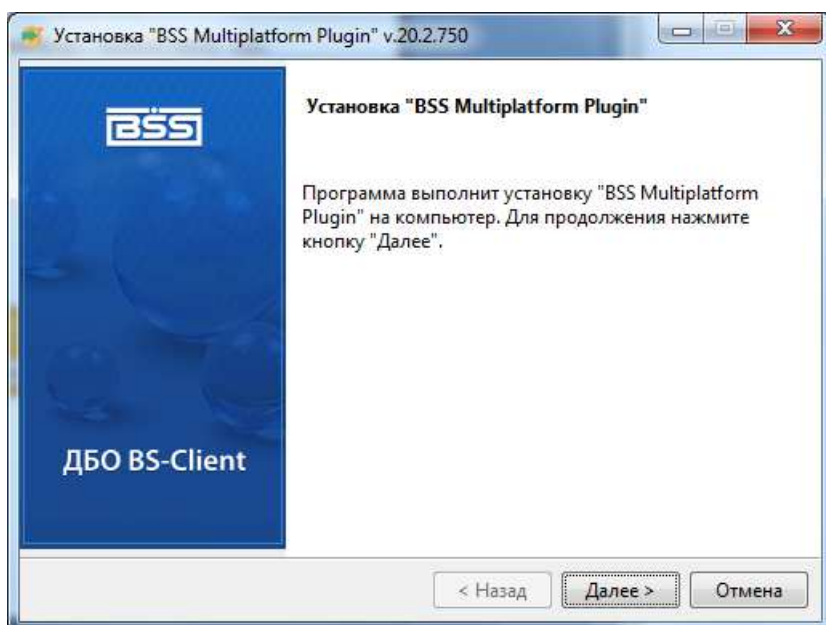 Установка "BSS Multiplatform Plugin" v.20.2.750
BSS
Установка "BSS Multiplatform Plugin"
Программа выполнит установку "BSS Multiplatform
Plugin" на компьютер. Для продолжения нажмите
кнопку "Далее".
ДБО BS-Client
< Назад
Далее >
Отмена